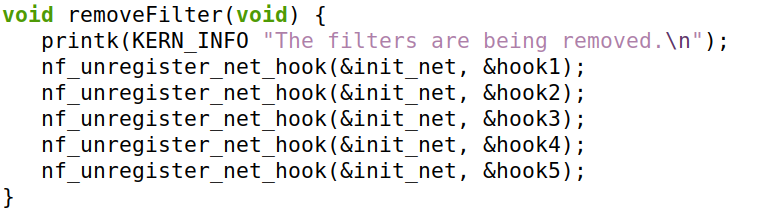 void removeFilter(void) {
   printk(KERN_INFO "The filters are being removed.\n");
   nf_unregister_net_hook(&init_net, &hook1);
   nf_unregister_net_hook(&init_net, &hook2);
   nf_unregister_net_hook(&init_net, &hook3);
   nf_unregister_net_hook(&init_net, &hook4);
   nf_unregister_net_hook(&init_net, &hook5);
}